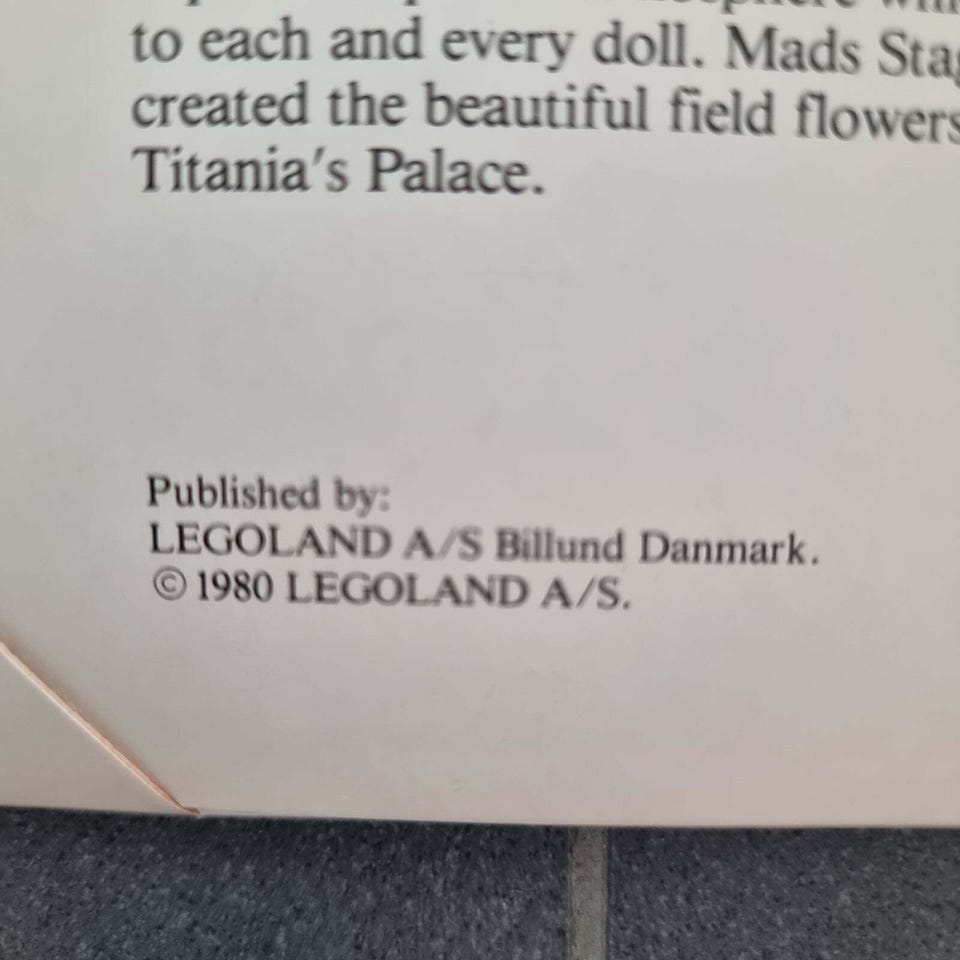 to each and every doll. Mads
created the beautiful field flowers
Titania's Palace.
Published by:
LEGOLAND A/S Billund Danmark.
© 1980 LEGOLAND A/S.